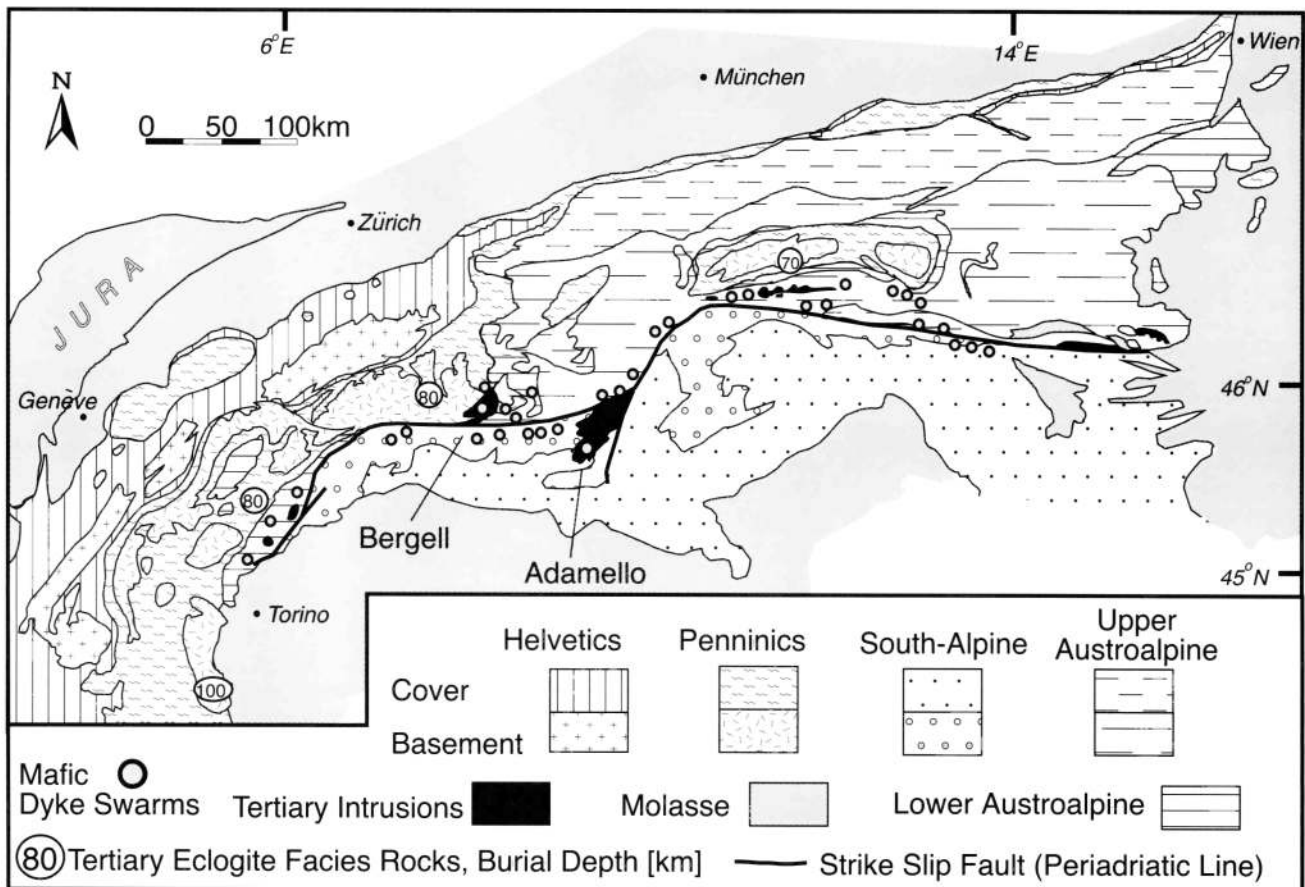 6°E
14°E
Wien
München
N
0 50 100km
Zürich
JURA
70
46°N
Genève
80
80
Bergell
Adamello
45°N
Torino
100
Helvetics Penninics South-Alpine Upper Austroalpine
Cover
Basement
Mafic
Dyke Swarms Tertiary Intrusions Molasse Lower Austroalpine
80 Tertiary Eclogite Facies Rocks, Burial Depth [km] Strike Slip Fault (Periadriatic Line)